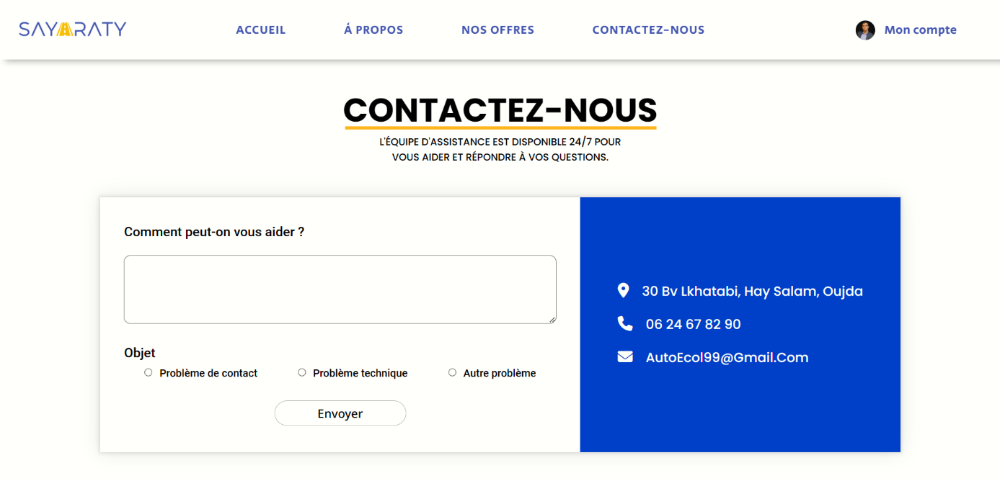 SAYARATY
ACCUEIL
Á PROPOS
NOS OFFRES
CONTACTEZ-NOUS
Mon compte
CONTACTEZ-NOUS
L'ÉQUIPE D'ASSISTANCE EST DISPONIBLE 24/7 POUR
VOUS AIDER ET RÉPONDRE À VOS QUESTIONS.
Comment peut-on vous aider ?
Objet
Problème de contact
Problème technique
Autre problème
Envoyer
30 Bv Lkhatabi, Hay Salam, Oujda
06 24 67 82 90
AutoEcol99@Gmail.Com